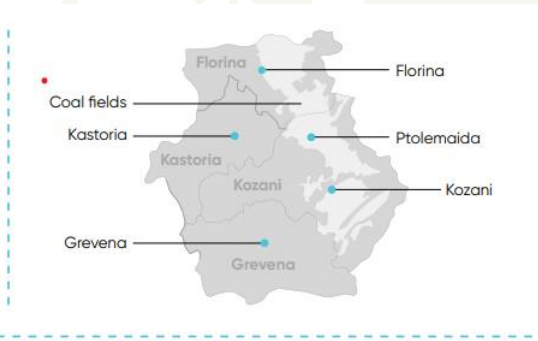 Florina
Florina
Coal fields
Kastoria
Ptolemaida
Kastoria
Kozani
Kozani
Grevena
Grevena